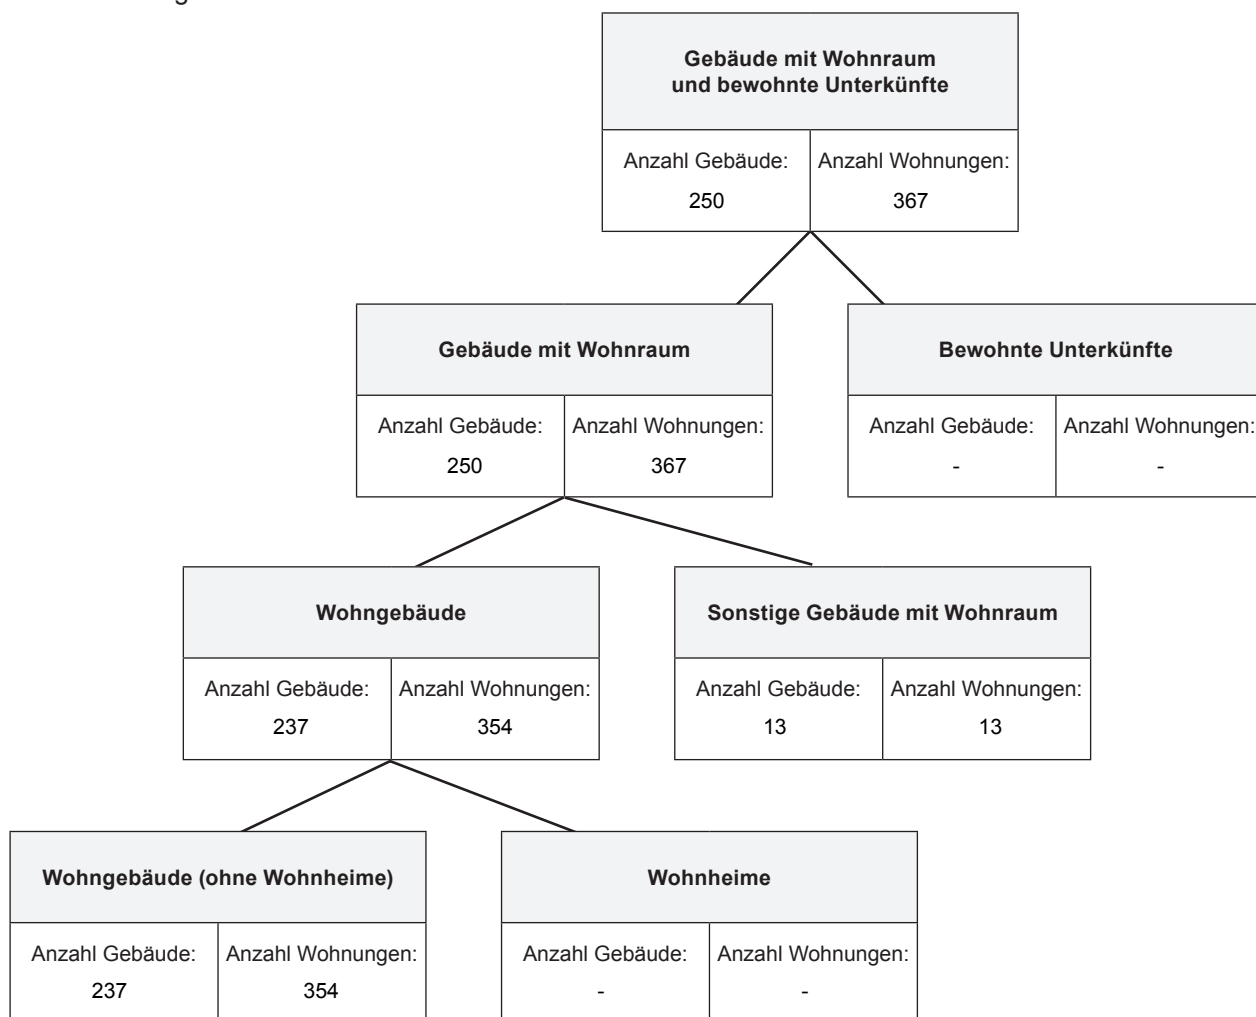 Gebäude mit Wohnraum
und bewohnte Unterkünfte
Anzahl Gebäude: Anzahl Wohnungen:
250 367
Gebäude mit Wohnraum Bewohnte Unterkünfte
Anzahl Gebäude: Anzahl Wohnungen: Anzahl Gebäude: Anzahl Wohnungen:
250 367 - -
Wohngebäude Sonstige Gebäude mit Wohnraum
Anzahl Gebäude: Anzahl Wohnungen: Anzahl Gebäude: Anzahl Wohnungen:
237 354 13 13
Wohngebäude (ohne Wohnheime) Wohnheime
Anzahl Gebäude: Anzahl Wohnungen: Anzahl Gebäude: Anzahl Wohnungen:
237 354 - -